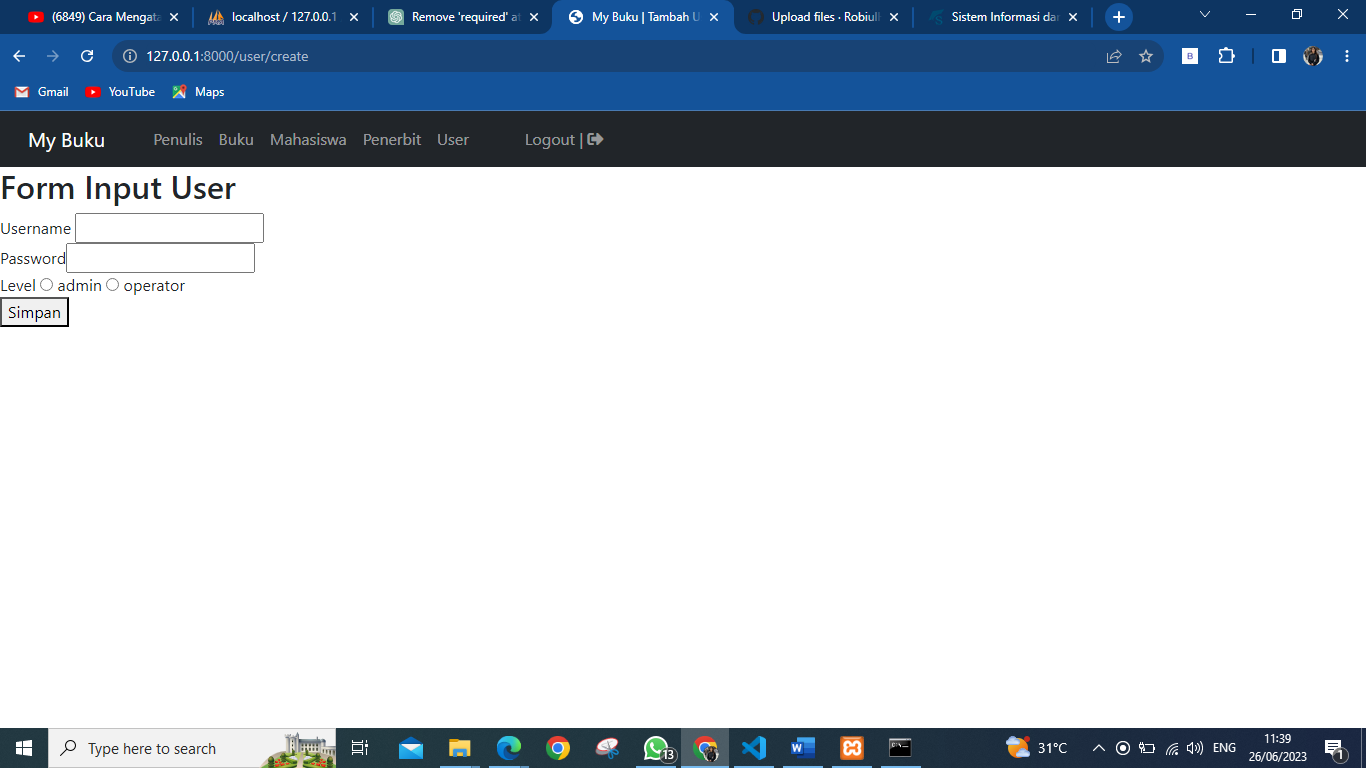 (6849) Cara Mengata
localhost / 127.0.0.1
Remove 'required' at
My Buku | Tambah U
Upload files · Robiul
Sistem Informasi da
127.0.0.1:8000/user/create
B
Gmail
YouTube
Maps
My Buku
Penulis
Buku
Mahasiswa
Penerbit
User
Logout |
Form Input User
Username
Password
Level admin operator
Simpan
Type here to search
13
31°C
ENG
11:39
26/06/2023
1